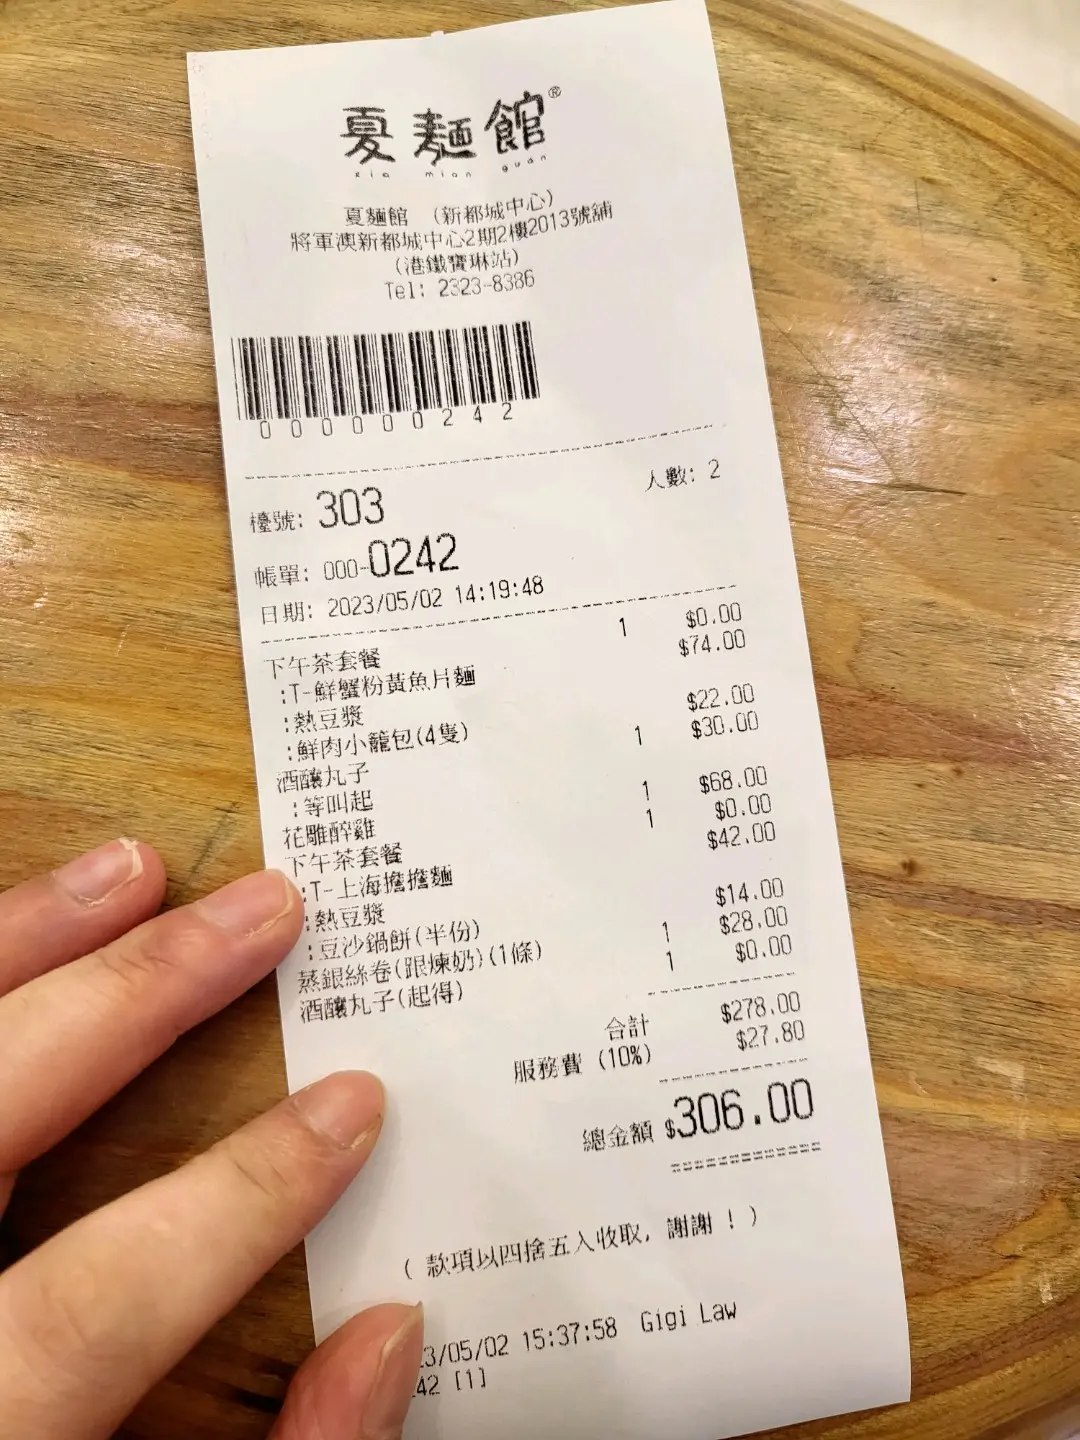 夏麵館®
xia mian guan
夏麵館 (新都城中心)
將軍澳新都城中心2期2樓2013號舖
(港鐵寶琳站)
Tel: 2323-8386
000000242
檯號: 303 人數: 2
帳單: 000-0242
日期: 2023/05/02 14:19:48
下午茶套餐 1 $0.00
:T-鮮蟹粉黃魚片麵 $74.00
:熱豆漿
:鮮肉小籠包(4隻) $22.00
酒釀丸子 1 $30.00
:等叫起
花雕醉雞 1 $68.00
下午茶套餐 1 $0.00
:T-上海擔擔麵 $42.00
:熱豆漿
:豆沙鍋餅(半份) $14.00
蒸銀絲卷(跟煉奶)(1條) 1 $28.00
酒釀丸子(起得) 1 $0.00
合計 $278.00
服務費 (10%) $27.80
總金額 $306.00
( 款項以四捨五入收取, 謝謝 ! )
3/05/02 15:37:58 Gigi Law
42 [1]